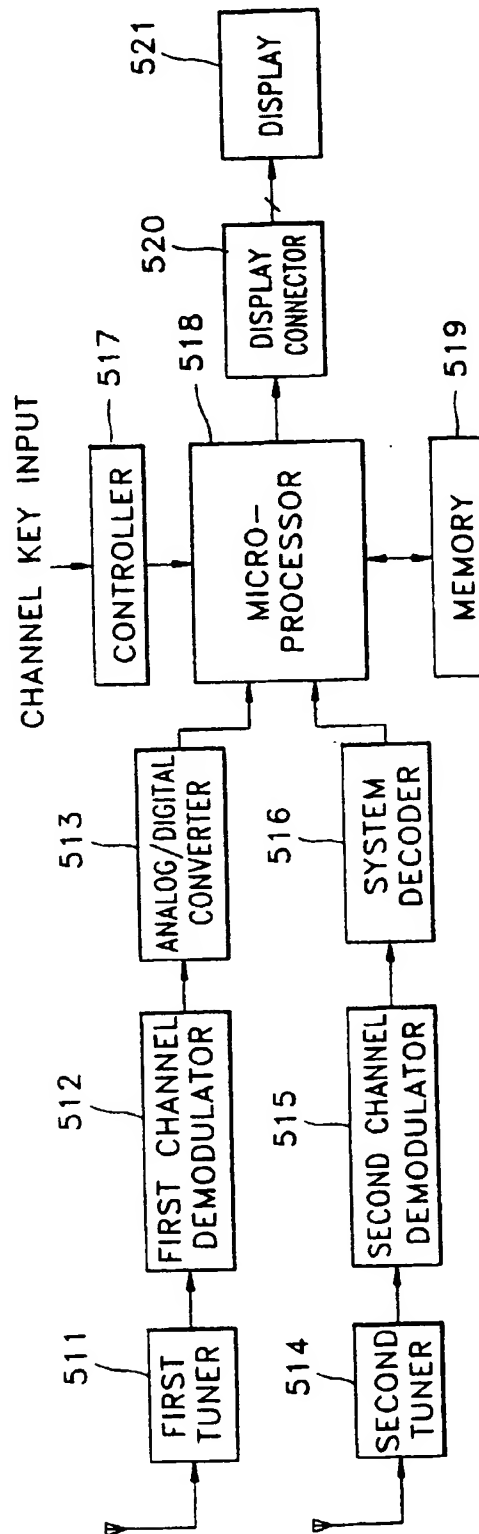 CHANNEL KEY INPUT
517
CONTROLLER
511
FIRST
TUNER
512
FIRST CHANNEL
DEMODULATOR
513
ANALOG/DIGITAL
CONVERTER
518
MICRO-
PROCESSOR
520
DISPLAY
CONNECTOR
521
DISPLAY
514
SECOND
TUNER
515
SECOND CHANNEL
DEMODULATOR
516
SYSTEM
DECODER
519
MEMORY